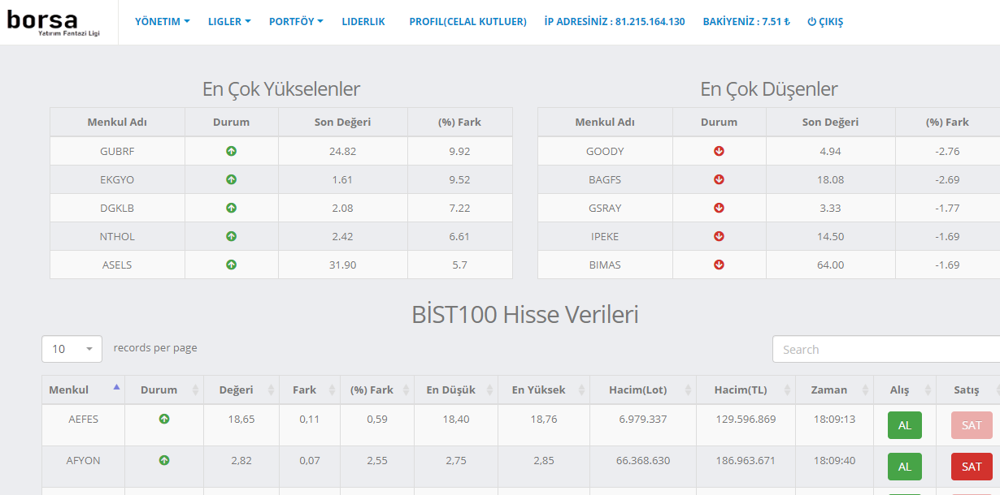 borsa
Yatırım Fantazi Ligi
YÖNETIM LIGLER PORTFÖY LIDERLIK PROFIL(CELAL KUTLUER) İP ADRESİNİZ : 81.215.164.130 BAKİYENİZ : 7.51 ₺ ÇIKIŞ
En Çok Yükselenler
Menkul Adı Durum Son Değeri (%) Fark
GUBRF 24.82 9.92
EKGYO 1.61 9.52
DGKLB 2.08 7.22
NTHOL 2.42 6.61
ASELS 31.90 5.7
En Çok Düşenler
Menkul Adı Durum Son Değeri (%) Fark
GOODY 4.94 -2.76
BAGFS 18.08 -2.69
GSRAY 3.33 -1.77
IPEKE 14.50 -1.69
BIMAS 64.00 -1.69
BİST100 Hisse Verileri
10 records per page Search
Menkul Durum Değeri Fark (%) Fark En Düşük En Yüksek Hacim(Lot) Hacim(TL) Zaman Alış Satış
AEFES 18,65 0,11 0,59 18,40 18,76 6.979.337 129.596.869 18:09:13 AL SAT
AFYON 2,82 0,07 2,55 2,75 2,85 66.368.630 186.963.671 18:09:40 AL SAT